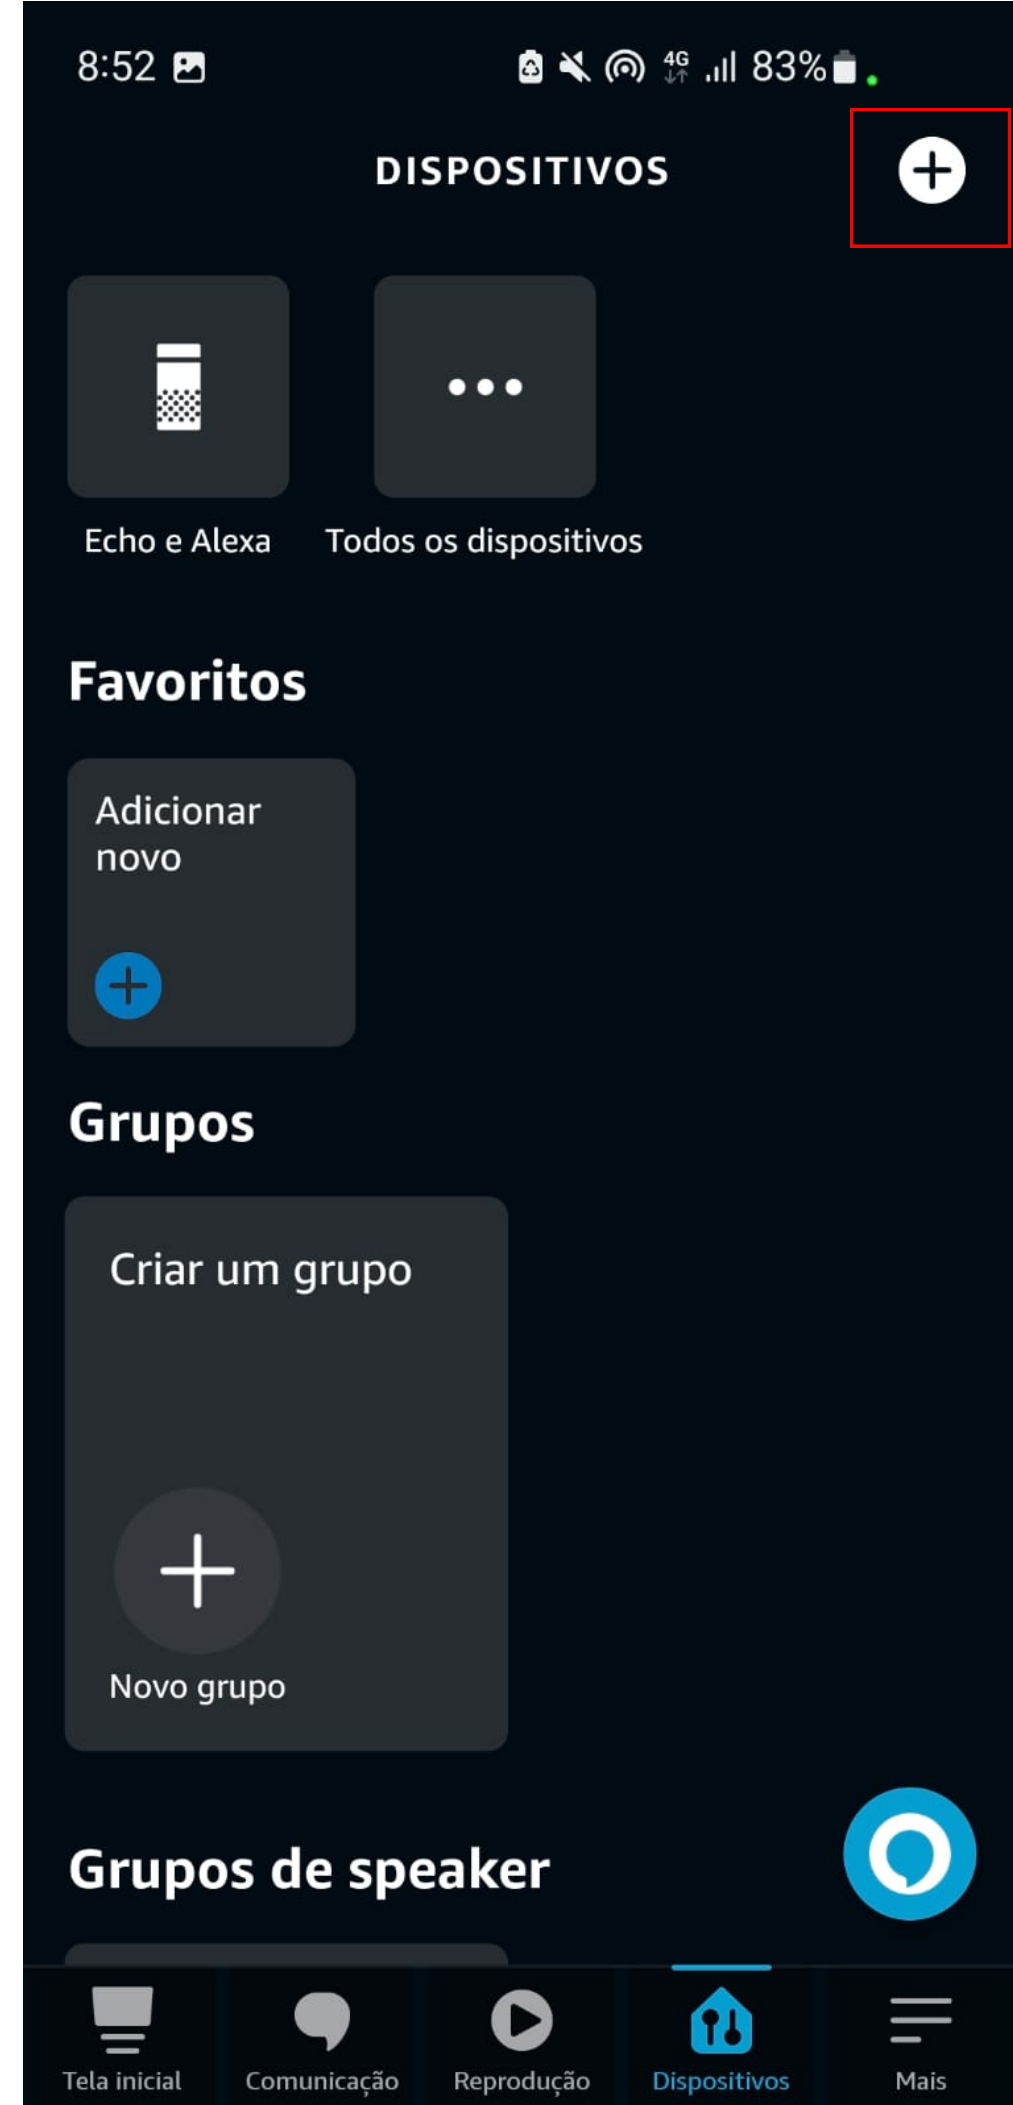 8:52 4G 83%
DISPOSITIVOS
Echo e Alexa Todos os dispositivos
Favoritos
Adicionar
novo
Grupos
Criar um grupo
Novo grupo
Grupos de speaker
Tela inicial Comunicação Reprodução Dispositivos Mais